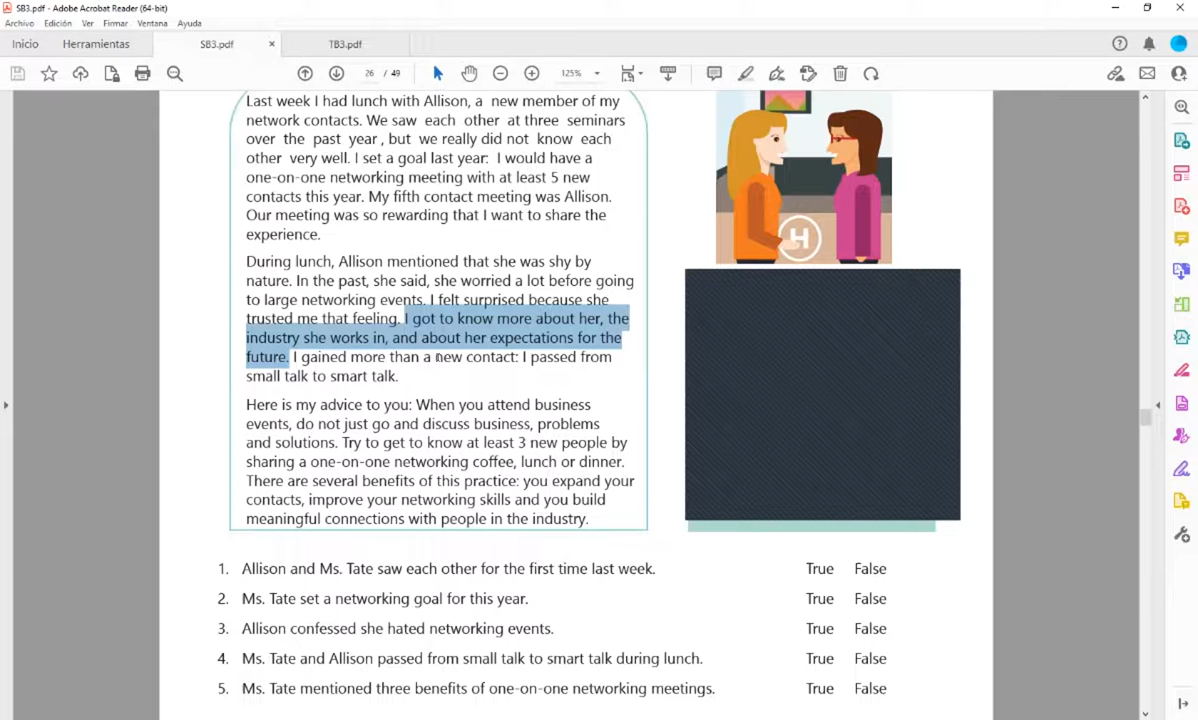 SB3.pdf - Adobe Acrobat Reader (64-bit)
Archivo Edición Ver Firmar Ventana Ayuda
Inicio Herramientas SB3.pdf × TB3.pdf
26 / 49 125%
Last week I had lunch with Allison, a new member of my
network contacts. We saw each other at three seminars
over the past year, but we really did not know each
other very well. I set a goal last year: I would have a
one-on-one networking meeting with at least 5 new
contacts this year. My fifth contact meeting was Allison.
Our meeting was so rewarding that I want to share the
experience.
During lunch, Allison mentioned that she was shy by
nature. In the past, she said, she worried a lot before going
to large networking events. I felt surprised because she
trusted me that feeling. I got to know more about her, the
industry she works in, and about her expectations for the
future. I gained more than a new contact: I passed from
small talk to smart talk.
Here is my advice to you: When you attend business
events, do not just go and discuss business, problems
and solutions. Try to get to know at least 3 new people by
sharing a one-on-one networking coffee, lunch or dinner.
There are several benefits of this practice: you expand your
contacts, improve your networking skills and you build
meaningful connections with people in the industry.
H
1. Allison and Ms. Tate saw each other for the first time last week. True False
2. Ms. Tate set a networking goal for this year. True False
3. Allison confessed she hated networking events. True False
4. Ms. Tate and Allison passed from small talk to smart talk during lunch. True False
5. Ms. Tate mentioned three benefits of one-on-one networking meetings. True False